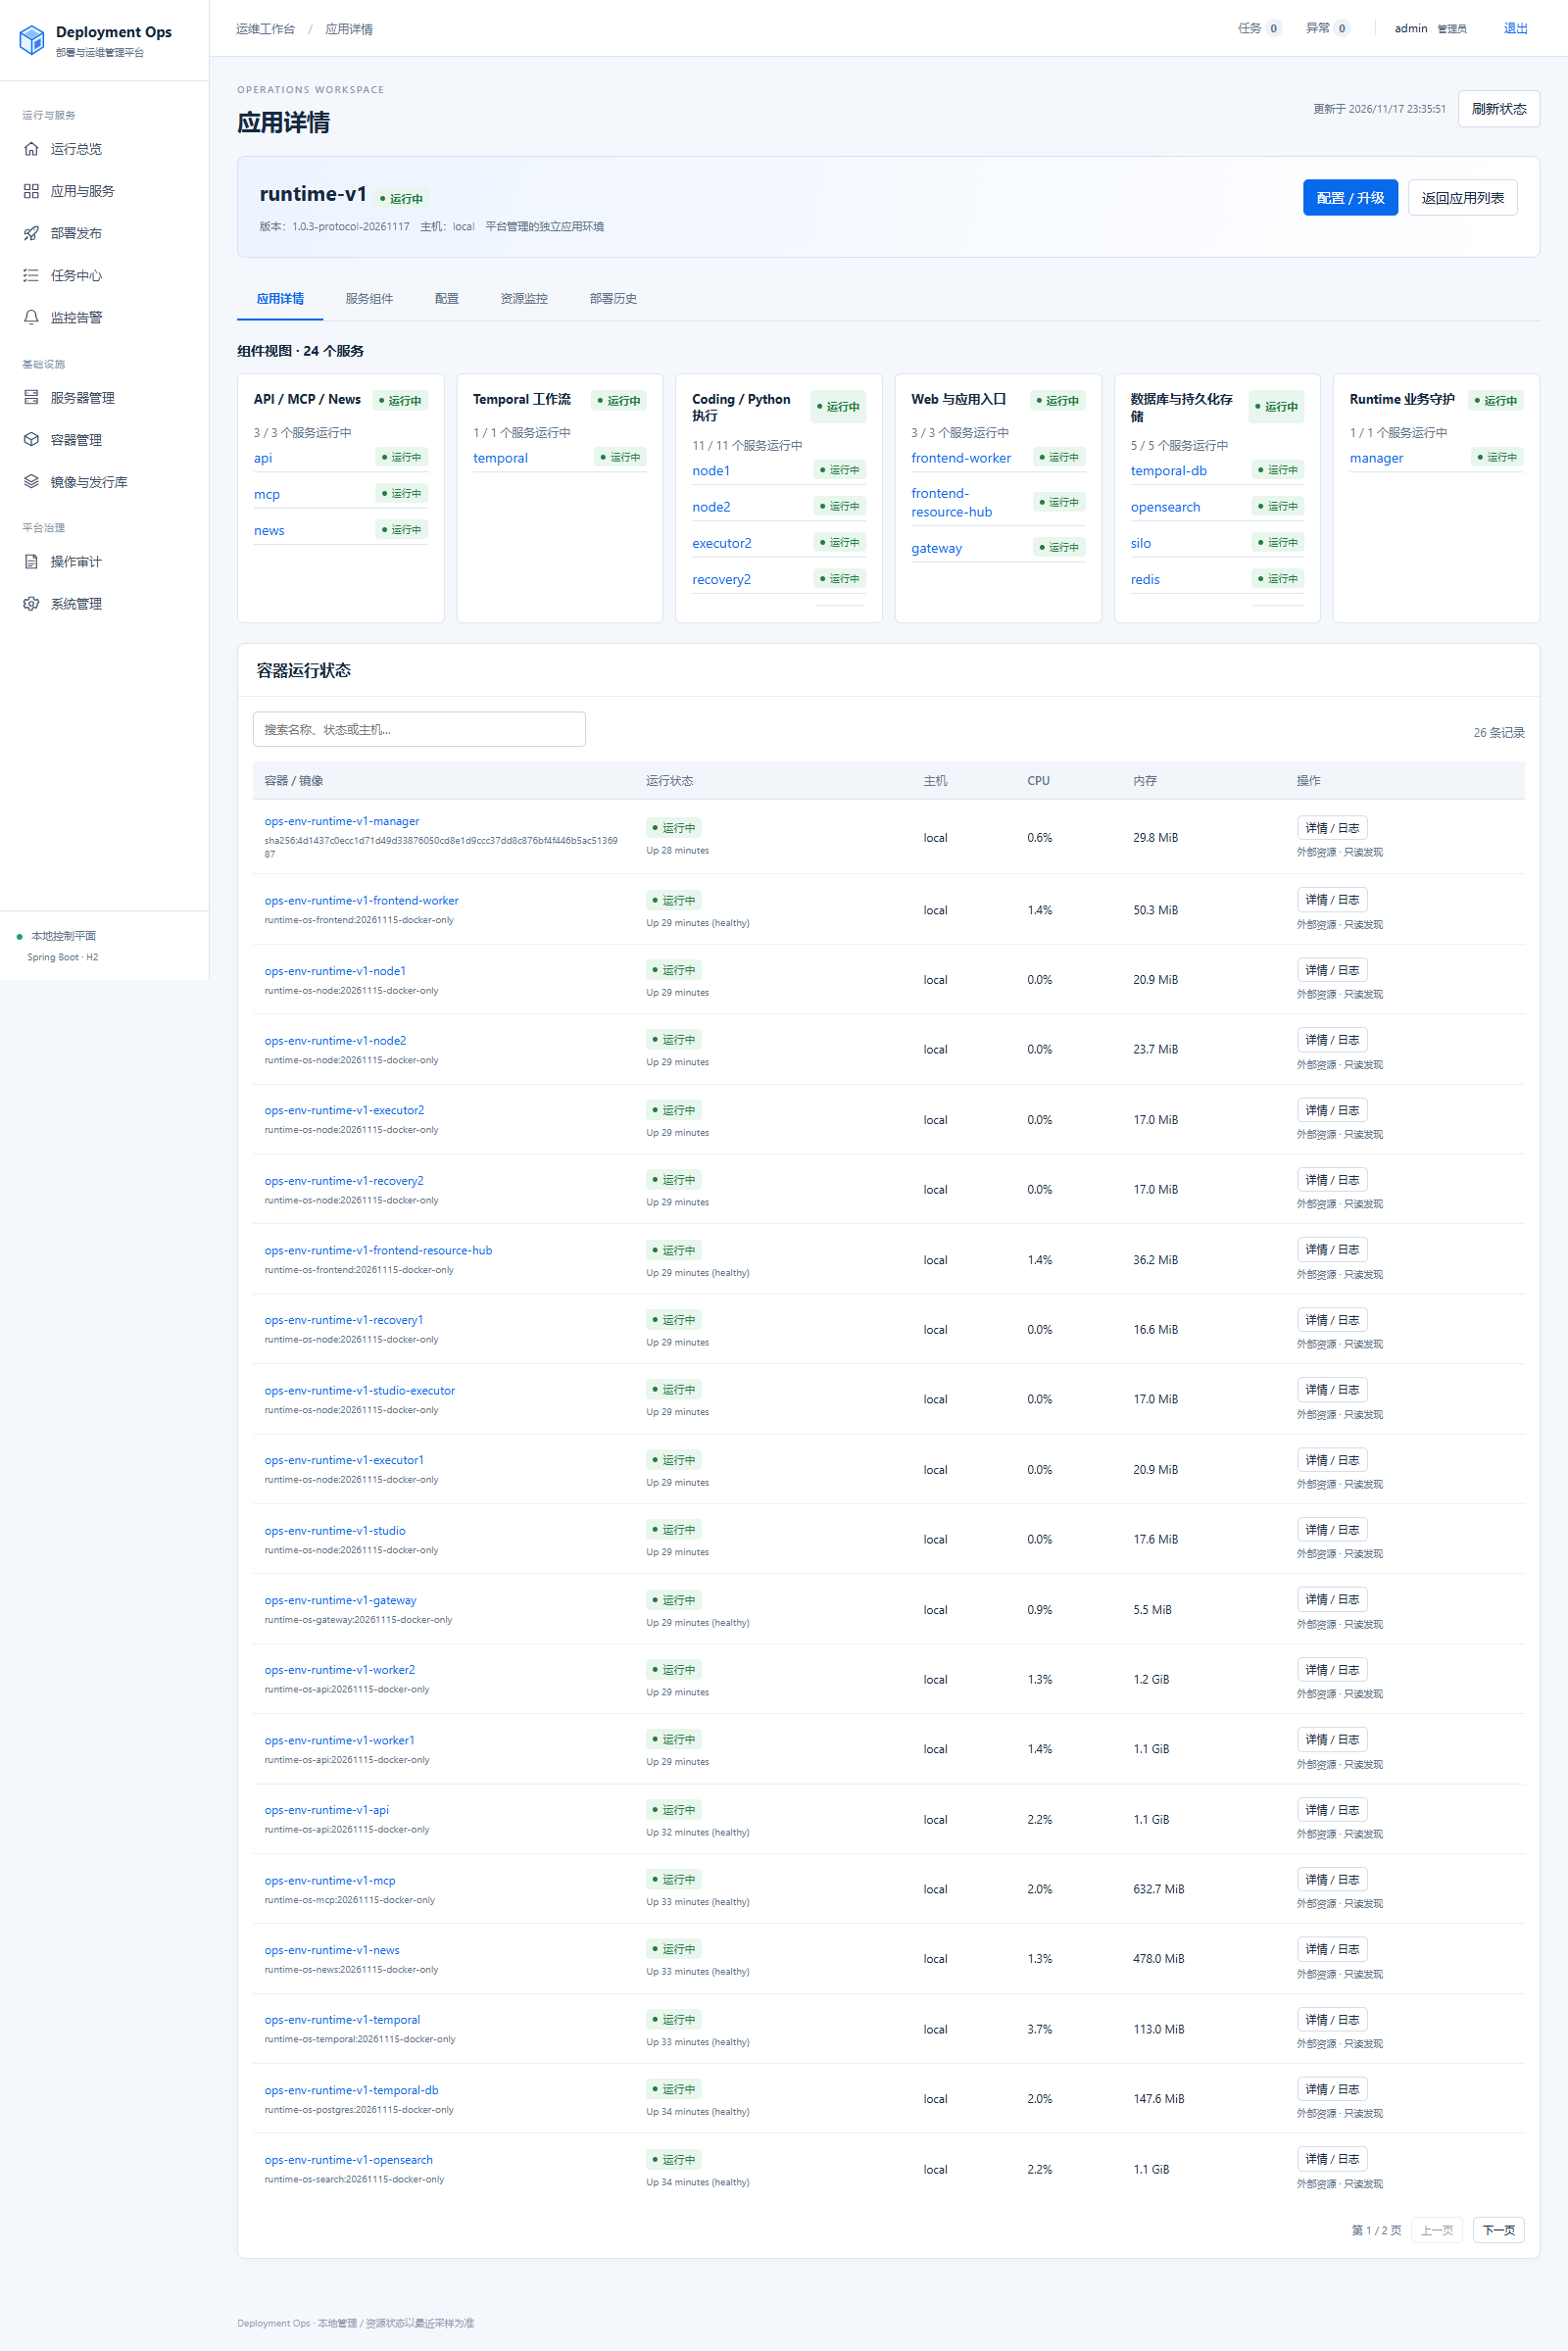 Deployment Ops
部署与运维管理平台
运行与服务
运行总览
应用与服务
部署发布
任务中心
监控告警
基础设施
服务器管理
容器管理
镜像与发行库
平台治理
操作审计
系统管理
本地控制平面
Spring Boot · H2
运维工作台 / 应用详情
任务 0 异常 0 admin 管理员 退出
OPERATIONS WORKSPACE
应用详情
更新于 2026/11/17 23:35:51 刷新状态
runtime-v1 运行中
版本：1.0.3-protocol-20261117 主机：local 平台管理的独立应用环境
配置 / 升级 返回应用列表
应用详情 服务组件 配置 资源监控 部署历史
组件视图 · 24 个服务
API / MCP / News 运行中
3 / 3 个服务运行中
api 运行中
mcp 运行中
news 运行中
Temporal 工作流 运行中
1 / 1 个服务运行中
temporal 运行中
Coding / Python 执行 运行中
11 / 11 个服务运行中
node1 运行中
node2 运行中
executor2 运行中
recovery2 运行中
Web 与应用入口 运行中
3 / 3 个服务运行中
frontend-worker 运行中
frontend-resource-hub 运行中
gateway 运行中
数据库与持久化存储 运行中
5 / 5 个服务运行中
temporal-db 运行中
opensearch 运行中
silo 运行中
redis 运行中
Runtime 业务守护 运行中
1 / 1 个服务运行中
manager 运行中
容器运行状态
搜索名称、状态或主机... 26 条记录
容器 / 镜像 运行状态 主机 CPU 内存 操作
ops-env-runtime-v1-manager 运行中 local 0.6% 29.8 MiB 详情 / 日志
sha256:4d1437c0ecc1d71d49d33876050cd8e1d9ccc37dd8c876bf4f446b5ac5136987 Up 28 minutes 外部资源 · 只读发现
ops-env-runtime-v1-frontend-worker 运行中 local 1.4% 50.3 MiB 详情 / 日志
runtime-os-frontend:20261115-docker-only Up 29 minutes (healthy) 外部资源 · 只读发现
ops-env-runtime-v1-node1 运行中 local 0.0% 20.9 MiB 详情 / 日志
runtime-os-node:20261115-docker-only Up 29 minutes 外部资源 · 只读发现
ops-env-runtime-v1-node2 运行中 local 0.0% 23.7 MiB 详情 / 日志
runtime-os-node:20261115-docker-only Up 29 minutes 外部资源 · 只读发现
ops-env-runtime-v1-executor2 运行中 local 0.0% 17.0 MiB 详情 / 日志
runtime-os-node:20261115-docker-only Up 29 minutes 外部资源 · 只读发现
ops-env-runtime-v1-recovery2 运行中 local 0.0% 17.0 MiB 详情 / 日志
runtime-os-node:20261115-docker-only Up 29 minutes 外部资源 · 只读发现
ops-env-runtime-v1-frontend-resource-hub 运行中 local 1.4% 36.2 MiB 详情 / 日志
runtime-os-frontend:20261115-docker-only Up 29 minutes (healthy) 外部资源 · 只读发现
ops-env-runtime-v1-recovery1 运行中 local 0.0% 16.6 MiB 详情 / 日志
runtime-os-node:20261115-docker-only Up 29 minutes 外部资源 · 只读发现
ops-env-runtime-v1-studio-executor 运行中 local 0.0% 17.0 MiB 详情 / 日志
runtime-os-node:20261115-docker-only Up 29 minutes 外部资源 · 只读发现
ops-env-runtime-v1-executor1 运行中 local 0.0% 20.9 MiB 详情 / 日志
runtime-os-node:20261115-docker-only Up 29 minutes 外部资源 · 只读发现
ops-env-runtime-v1-studio 运行中 local 0.0% 17.6 MiB 详情 / 日志
runtime-os-node:20261115-docker-only Up 29 minutes 外部资源 · 只读发现
ops-env-runtime-v1-gateway 运行中 local 0.9% 5.5 MiB 详情 / 日志
runtime-os-gateway:20261115-docker-only Up 29 minutes (healthy) 外部资源 · 只读发现
ops-env-runtime-v1-worker2 运行中 local 1.3% 1.2 GiB 详情 / 日志
runtime-os-api:20261115-docker-only Up 29 minutes 外部资源 · 只读发现
ops-env-runtime-v1-worker1 运行中 local 1.4% 1.1 GiB 详情 / 日志
runtime-os-api:20261115-docker-only Up 29 minutes 外部资源 · 只读发现
ops-env-runtime-v1-api 运行中 local 2.2% 1.1 GiB 详情 / 日志
runtime-os-api:20261115-docker-only Up 32 minutes (healthy) 外部资源 · 只读发现
ops-env-runtime-v1-mcp 运行中 local 2.0% 632.7 MiB 详情 / 日志
runtime-os-mcp:20261115-docker-only Up 33 minutes (healthy) 外部资源 · 只读发现
ops-env-runtime-v1-news 运行中 local 1.3% 478.0 MiB 详情 / 日志
runtime-os-news:20261115-docker-only Up 33 minutes (healthy) 外部资源 · 只读发现
ops-env-runtime-v1-temporal 运行中 local 3.7% 113.0 MiB 详情 / 日志
runtime-os-temporal:20261115-docker-only Up 33 minutes (healthy) 外部资源 · 只读发现
ops-env-runtime-v1-temporal-db 运行中 local 2.0% 147.6 MiB 详情 / 日志
runtime-os-postgres:20261115-docker-only Up 34 minutes (healthy) 外部资源 · 只读发现
ops-env-runtime-v1-opensearch 运行中 local 2.2% 1.1 GiB 详情 / 日志
runtime-os-search:20261115-docker-only Up 34 minutes (healthy) 外部资源 · 只读发现
第 1 / 2 页 上一页 下一页
Deployment Ops · 本地管理 / 资源状态以最近采样为准